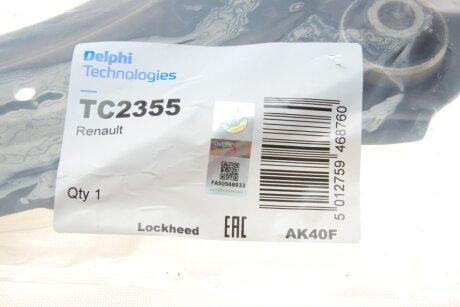 Delphi
Technologies
TC2355
Renault
Qty 1
FA50568933
5 012759 468760
Lockheed
EAC
AK40F